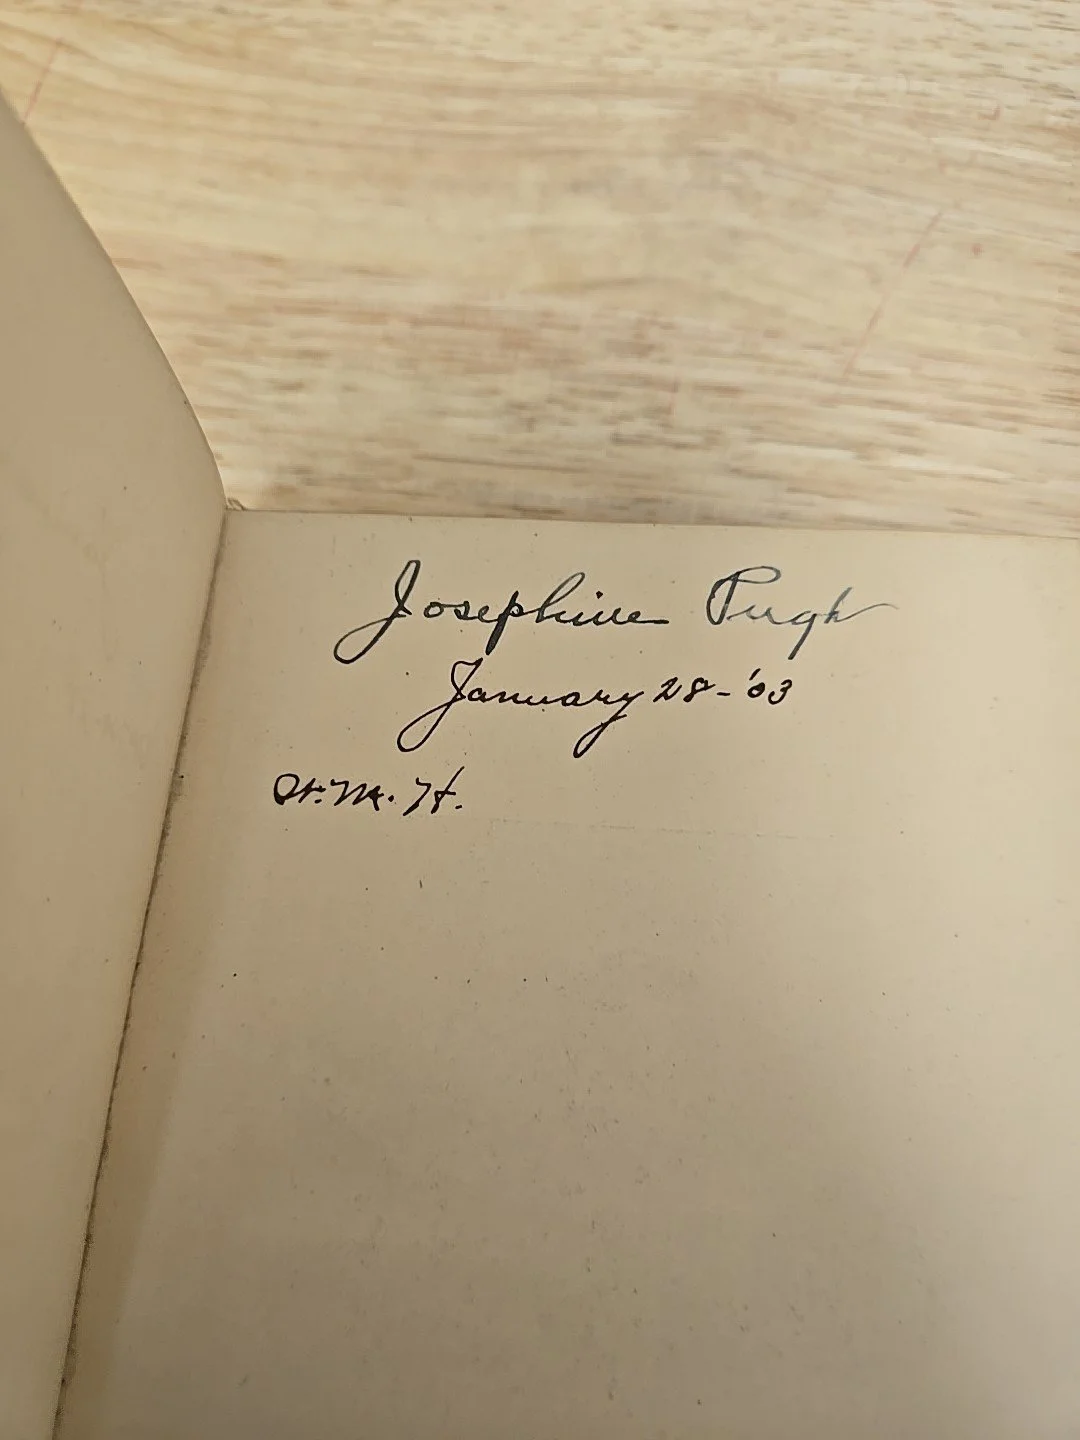 Josephine Pugh
January 28-'03
M. H.